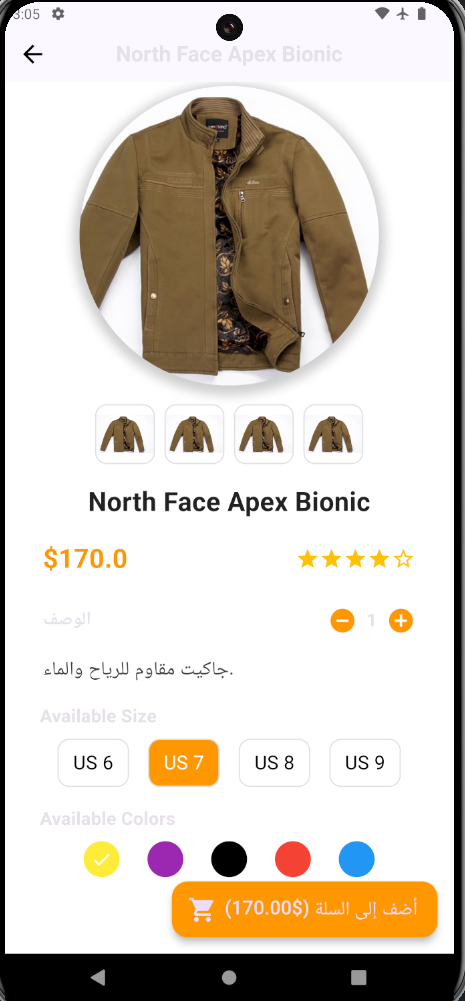 3:05
North Face Apex Bionic
North Face Apex Bionic
$170.0
الوصف
1
جاكيت مقاوم للرياح والماء.
Available Size
US 6
US 7
US 8
US 9
Available Colors
أضف إلى السلة (170.00$)